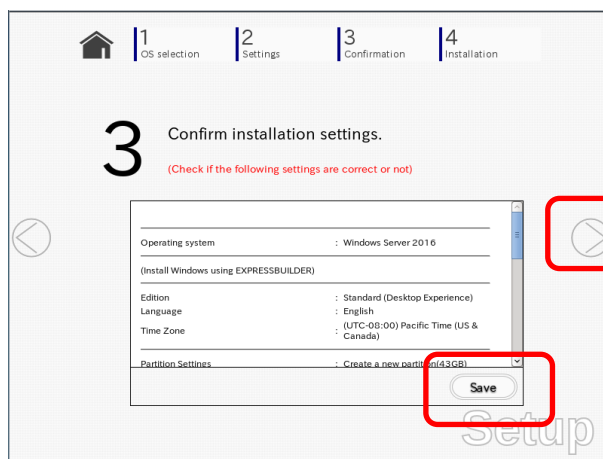 1
OS selection
2
Settings
3
Confirmation
4
Installation
3
Confirm installation settings.
(Check if the following settings are correct or not)
Operating system : Windows Server 2016
(Install Windows using EXPRESSBUILDER)
Edition : Standard (Desktop Experience)
Language : English
Time Zone : (UTC-08:00) Pacific Time (US &
Canada)
Partition Settings : Create a new partition(43GB)
Save
Setup